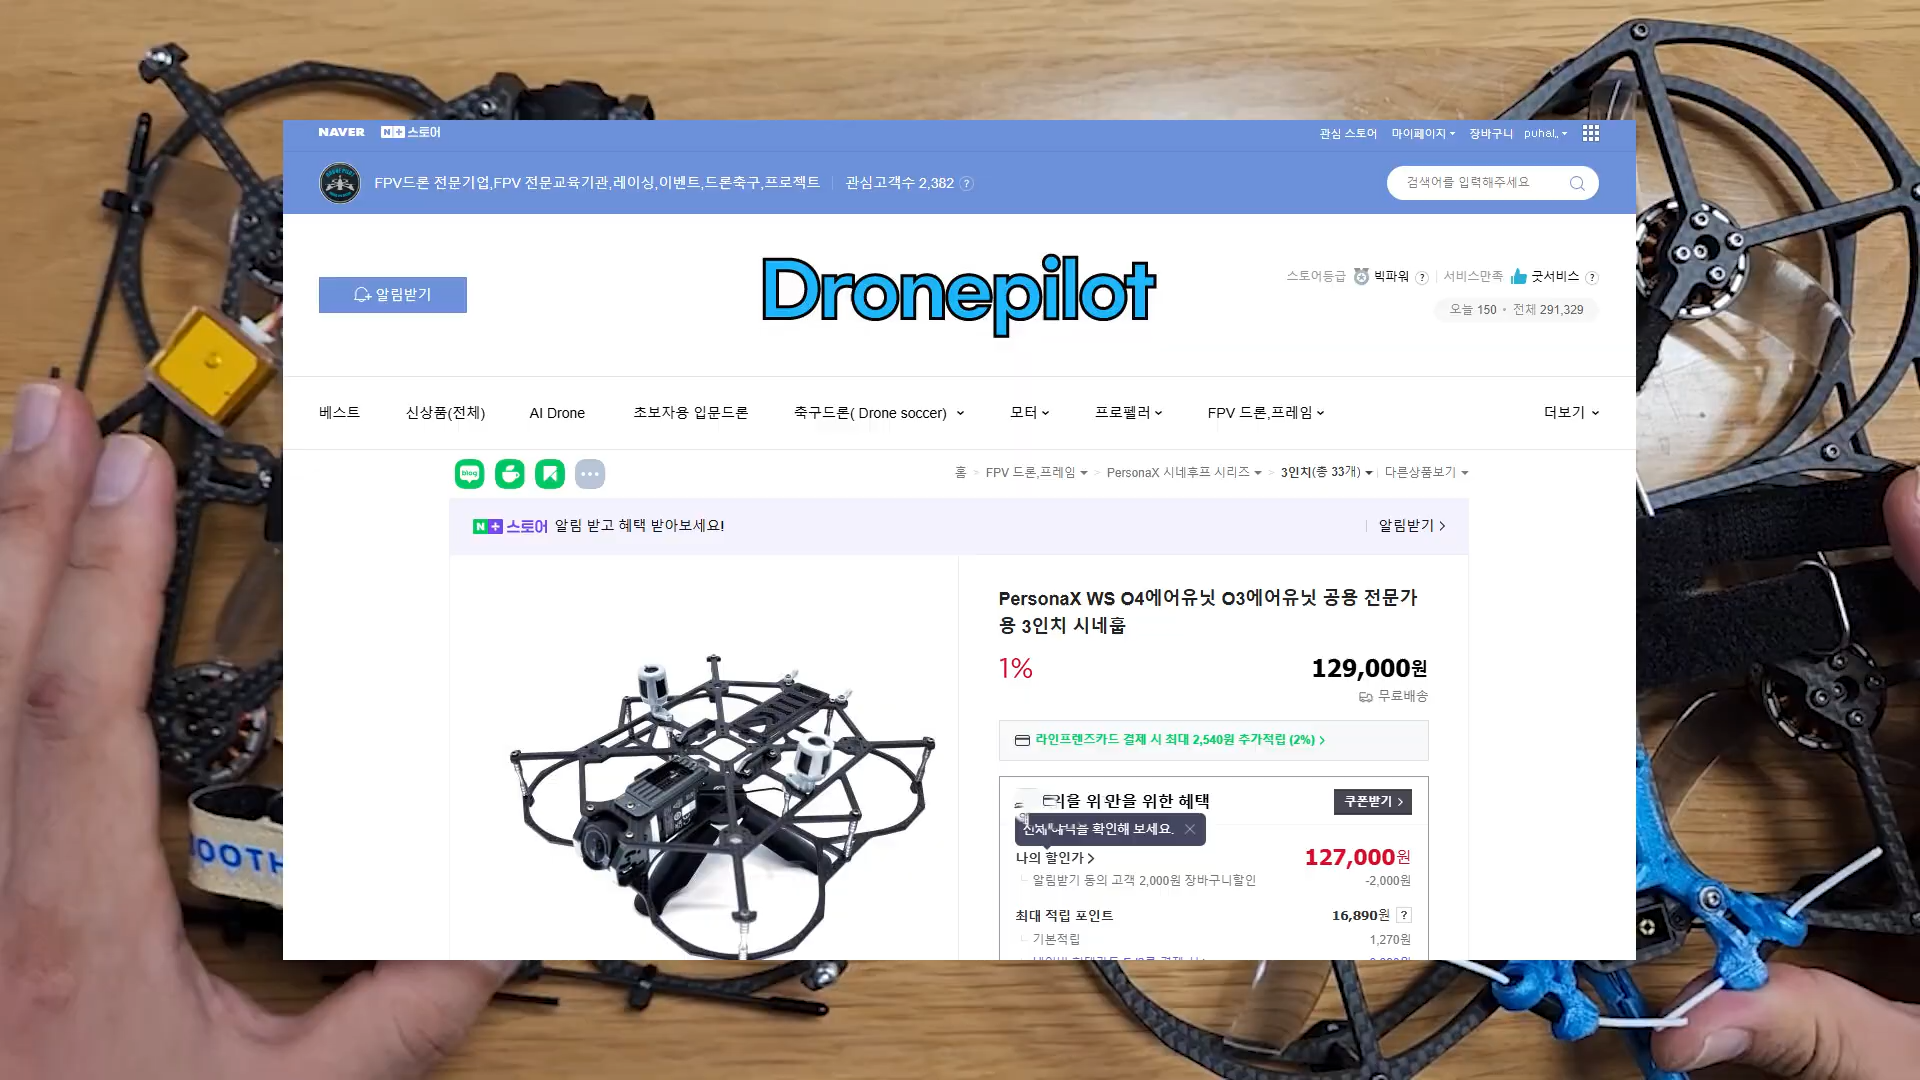 NAVER
N+스토어
관심 스토어
마이페이지
장바구니
puhal..
FPV드론 전문기업,FPV 전문교육기관,레이싱,이벤트,드론축구,프로젝트
관심고객수 2,382 ?
검색어를 입력해주세요
알림받기
Dronepilot
스토어등급 빅파워 ? 서비스만족 굿서비스 ?
오늘 150 • 전체 291,329
베스트
신상품(전체)
AI Drone
초보자용 입문드론
축구드론( Drone soccer)
모터
프로펠러
FPV 드론,프레임
더보기
blog
홈 > FPV 드론,프레임 > PersonaX 시네후프 시리즈 > 3인치(총 33개) 다른상품보기
N+스토어 알림 받고 혜택 받아보세요!
알림받기 >
PersonaX WS O4에어유닛 O3에어유닛 공용 전문가
용 3인치 시네훕
1%
129,000원
무료배송
라인프렌즈카드 결제 시 최대 2,540원 추가적립 (2%) >
위한 혜택
쿠폰받기 >
확인해 보세요.
나의 할인가 >
127,000원
알림받기 동의 고객 2,000원 장바구니할인
-2,000원
최대 적립 포인트
16,890원 ?
기본적립
1,270원
OOTH